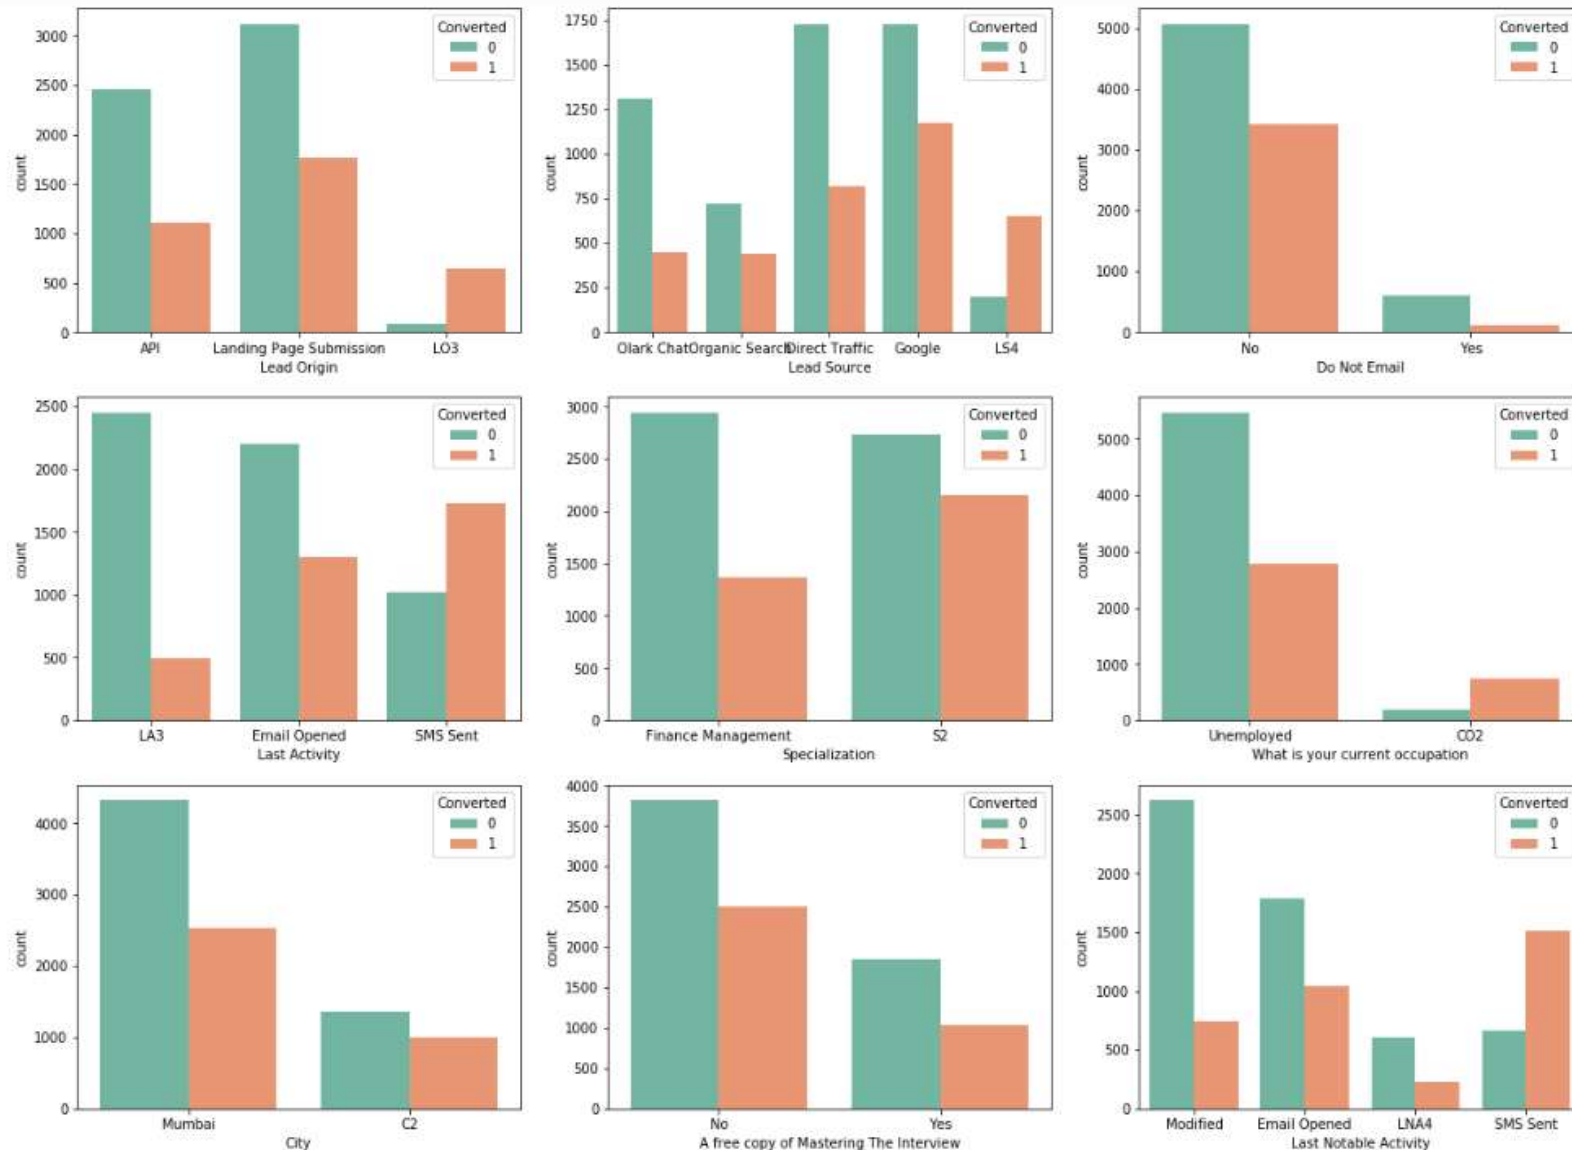 Converted
0
1
3000
2500
2000
1500
1000
500
0
count
API Landing Page Submission LO3
Lead Origin
Converted
0
1
1750
1500
1250
1000
750
500
250
0
count
Olark Chat Organic Search Direct Traffic Google LS4
Lead Source
Converted
0
1
5000
4000
3000
2000
1000
0
count
No Yes
Do Not Email
Converted
0
1
2500
2000
1500
1000
500
0
count
LA3 Email Opened SMS Sent
Last Activity
Converted
0
1
3000
2500
2000
1500
1000
500
0
count
Finance Management S2
Specialization
Converted
0
1
5000
4000
3000
2000
1000
0
count
Unemployed CO2
What is your current occupation
Converted
0
1
4000
3000
2000
1000
0
count
Mumbai C2
City
Converted
0
1
4000
3500
3000
2500
2000
1500
1000
500
0
count
No Yes
A free copy of Mastering The Interview
Converted
0
1
2500
2000
1500
1000
500
0
count
Modified Email Opened LNA4 SMS Sent
Last Notable Activity